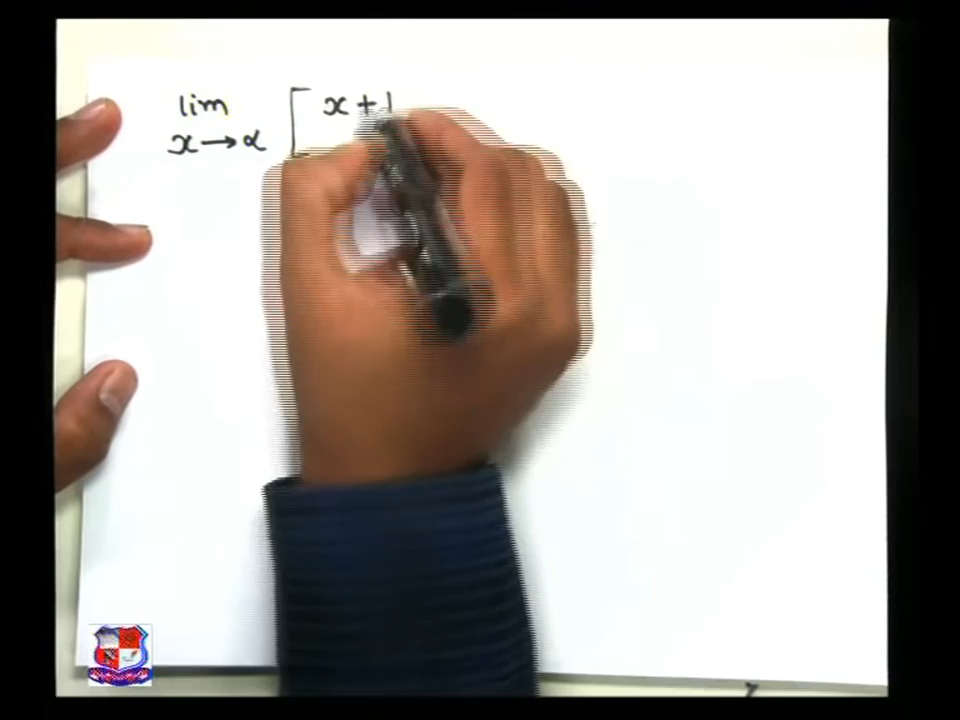 lim [ x + 1
x → α